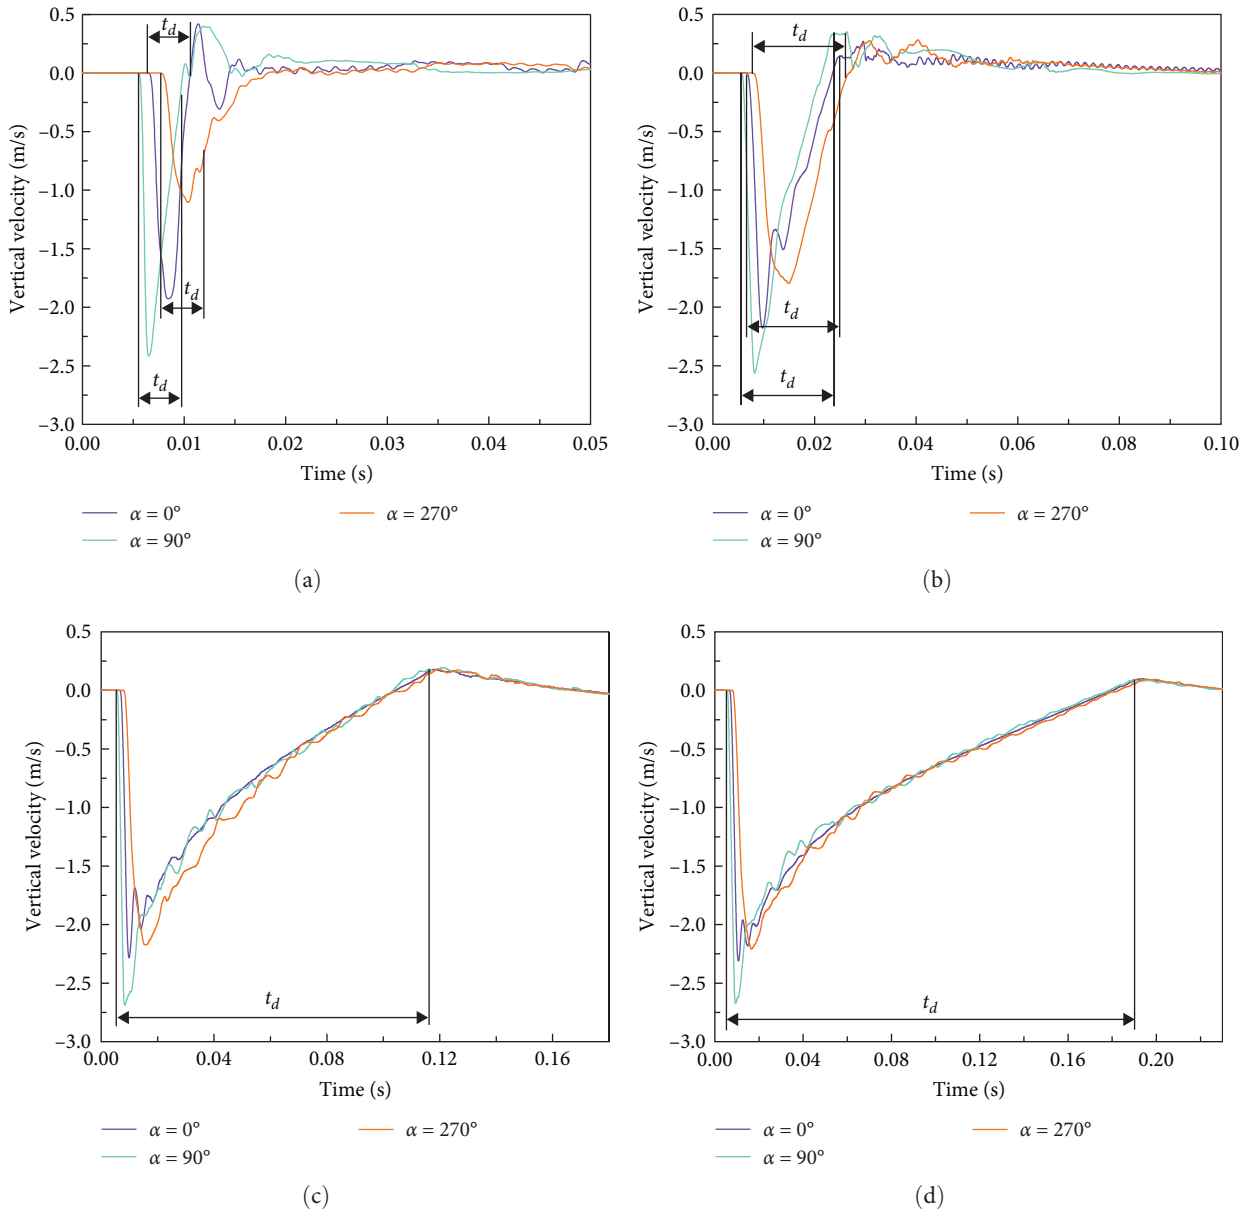 Vertical velocity (m/s)
0.5
0.0
−0.5
−1.0
−1.5
−2.0
−2.5
−3.0
t_d
t_d
t_d
0.00 0.01 0.02 0.03 0.04 0.05
Time (s)
α = 0°
α = 90°
α = 270°
(a)
Vertical velocity (m/s)
0.5
0.0
−0.5
−1.0
−1.5
−2.0
−2.5
−3.0
t_d
t_d
t_d
0.00 0.02 0.04 0.06 0.08 0.10
Time (s)
α = 0°
α = 90°
α = 270°
(b)
Vertical velocity (m/s)
0.5
0.0
−0.5
−1.0
−1.5
−2.0
−2.5
−3.0
t_d
0.00 0.04 0.08 0.12 0.16
Time (s)
α = 0°
α = 90°
α = 270°
(c)
Vertical velocity (m/s)
0.5
0.0
−0.5
−1.0
−1.5
−2.0
−2.5
−3.0
t_d
0.00 0.04 0.08 0.12 0.16 0.20
Time (s)
α = 0°
α = 90°
α = 270°
(d)